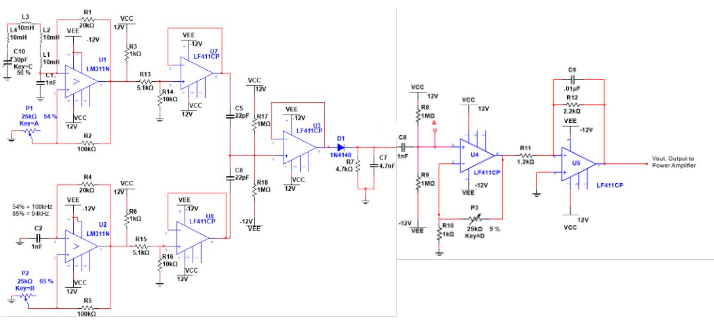 L3
10mH
L4
10mH
L2
10mH
C10
30pF
Key=C
50 %
L1
10mH
C1
1nF
R1
20kΩ
VEE
-12V
U1
LM311N
VCC
12V
P1
25kΩ
Key=A
54 %
R2
100kΩ
VCC
12V
R3
1kΩ
R13
5.1kΩ
R14
10kΩ
VEE
-12V
U7
LF411CP
VCC
12V
C5
22pF
C6
22pF
R4
20kΩ
54% = 100kHz
65% = 94kHz
C2
1nF
VEE
-12V
U2
LM311N
VCC
12V
P2
25kΩ
Key=B
65 %
R5
100kΩ
VCC
12V
R6
1kΩ
R15
5.1kΩ
R16
10kΩ
VEE
-12V
U8
LF411CP
VCC
12V
VCC
12V
R17
1MΩ
R18
1MΩ
-12V
VEE
VEE
-12V
U3
LF411CP
VCC
12V
D1
1N4148
R7
4.7kΩ
C7
4.7nF
C8
1nF
VCC
12V
R8
1MΩ
A
R9
1MΩ
-12V
VEE
VCC
12V
U4
LF411CP
-12V
VEE
R10
1kΩ
P3
25kΩ
Key=D
5 %
R11
1.2kΩ
C9
.01µF
R12
2.2kΩ
VEE
-12V
U5
LF411CP
12V
VCC
Vout, Output to
Power Amplifier